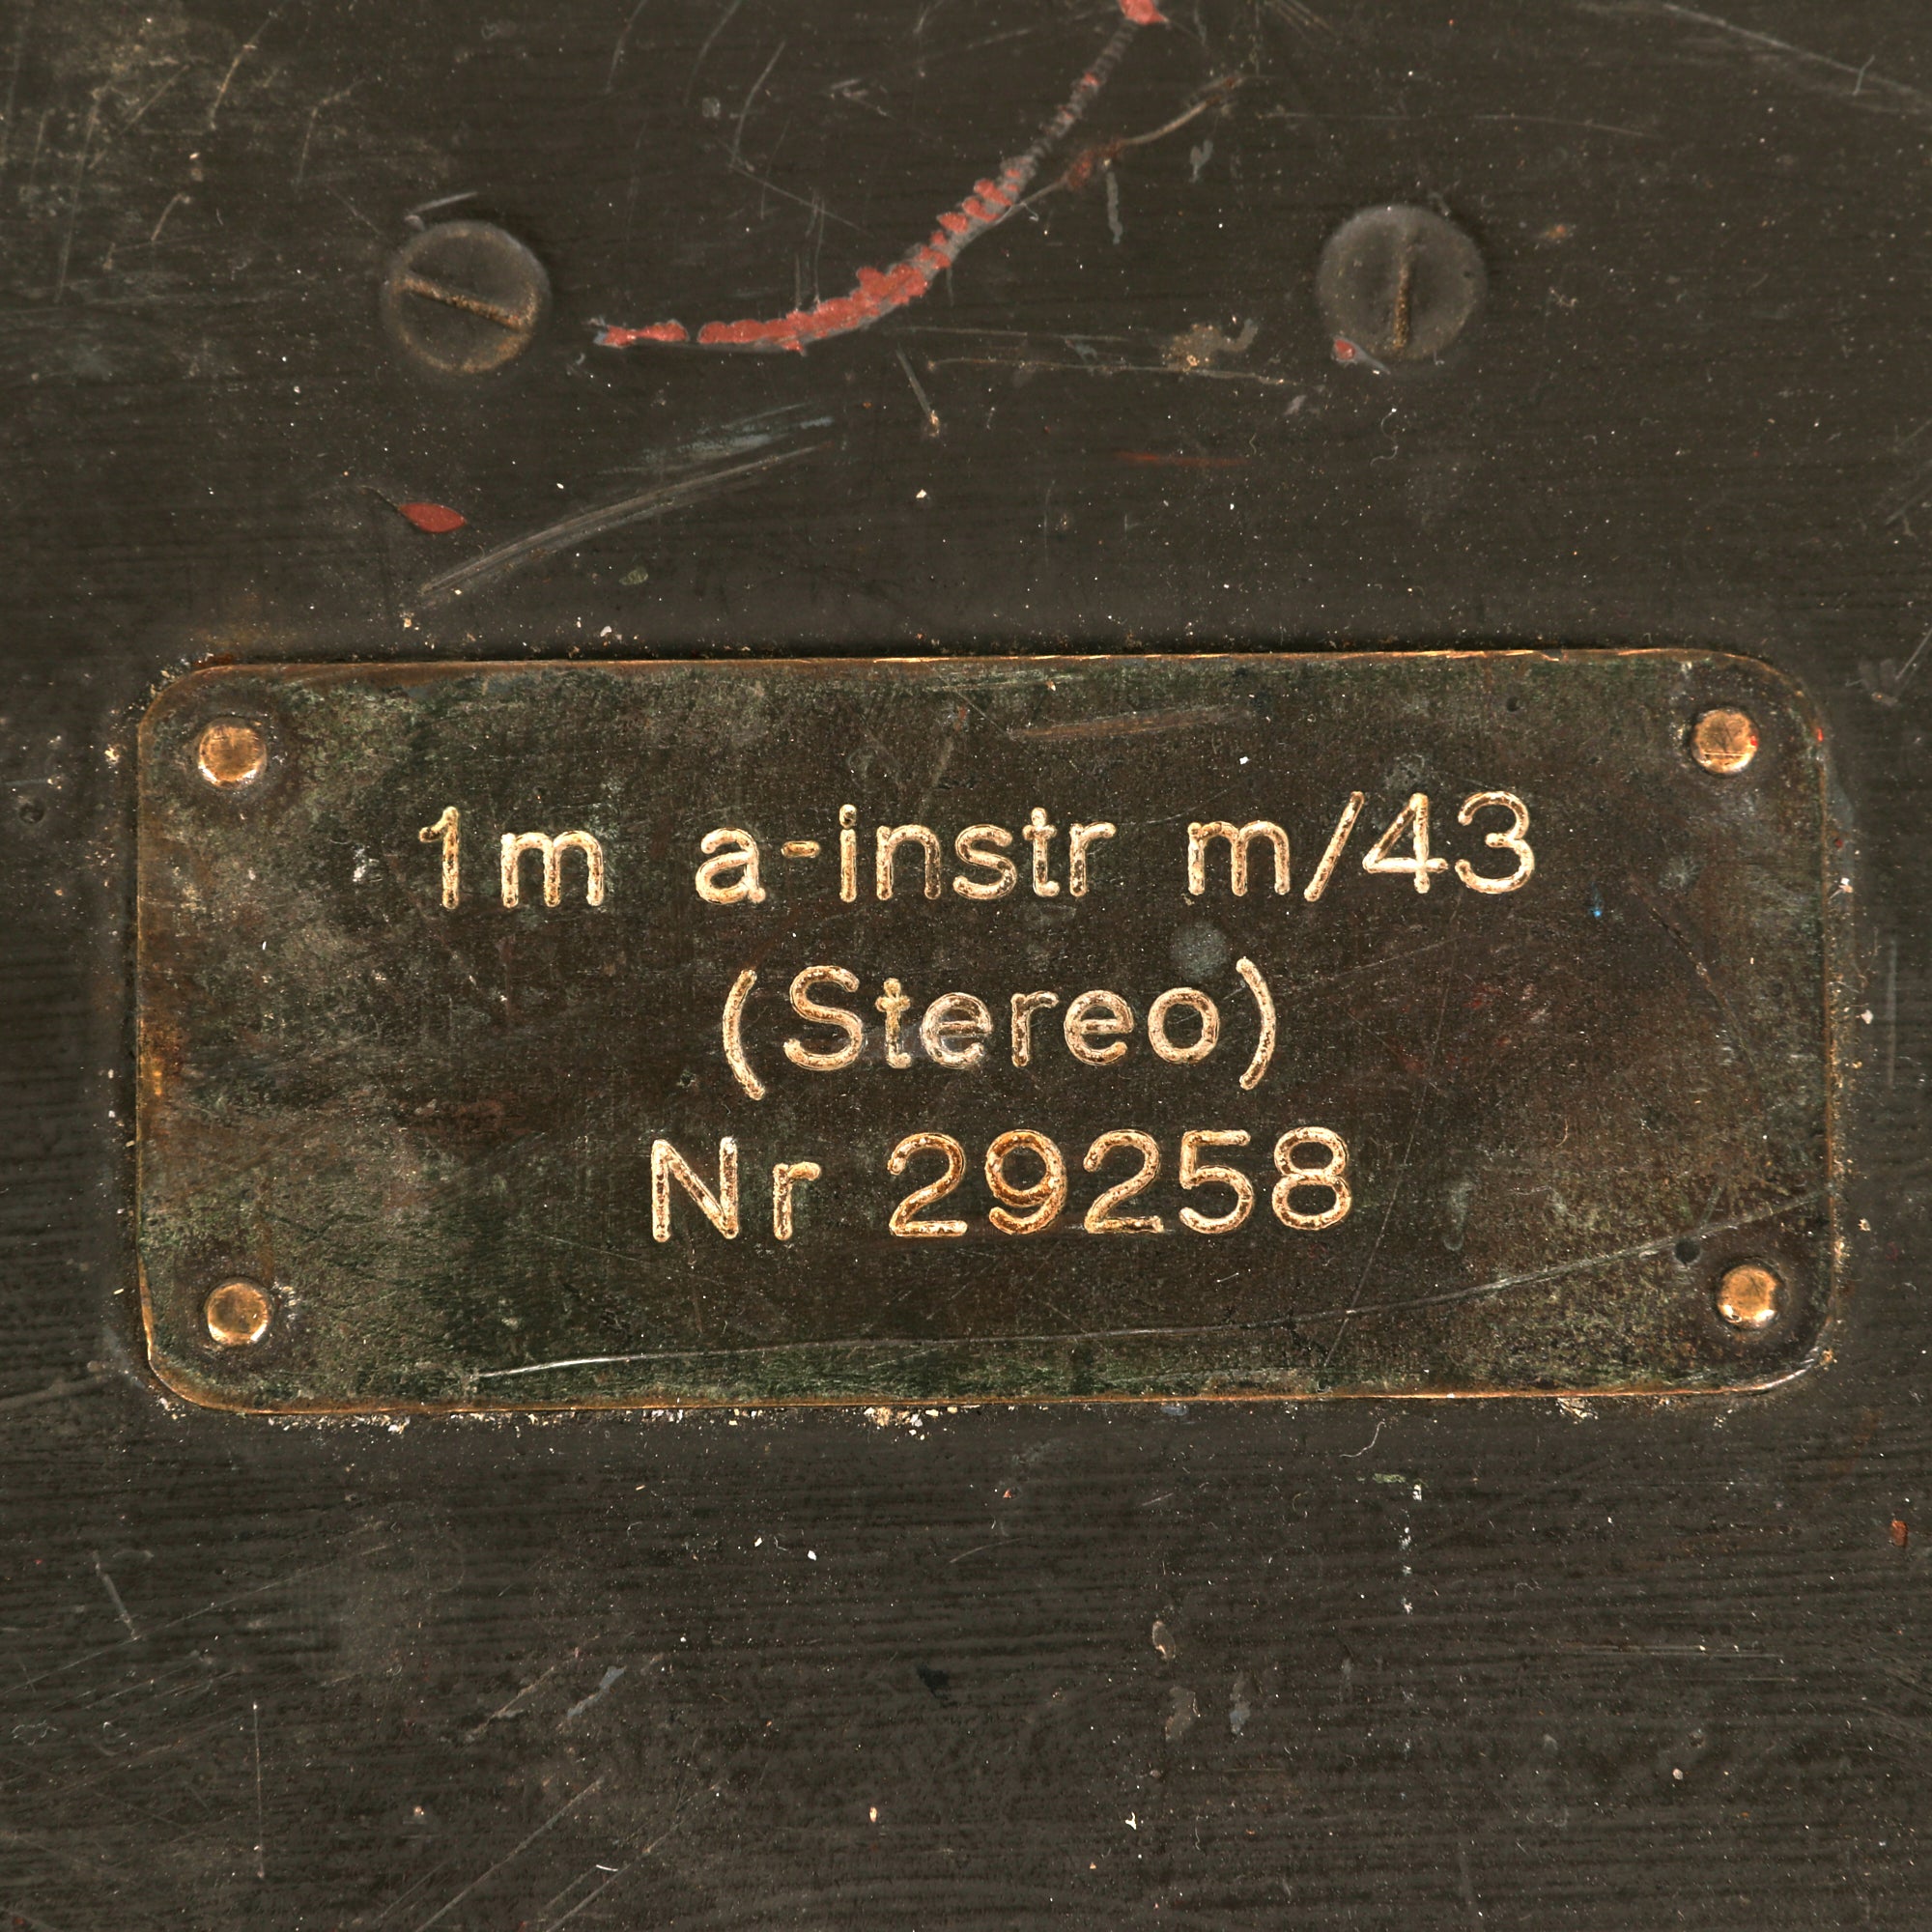 1m a-instr m/43
(Stereo)
Nr 29258